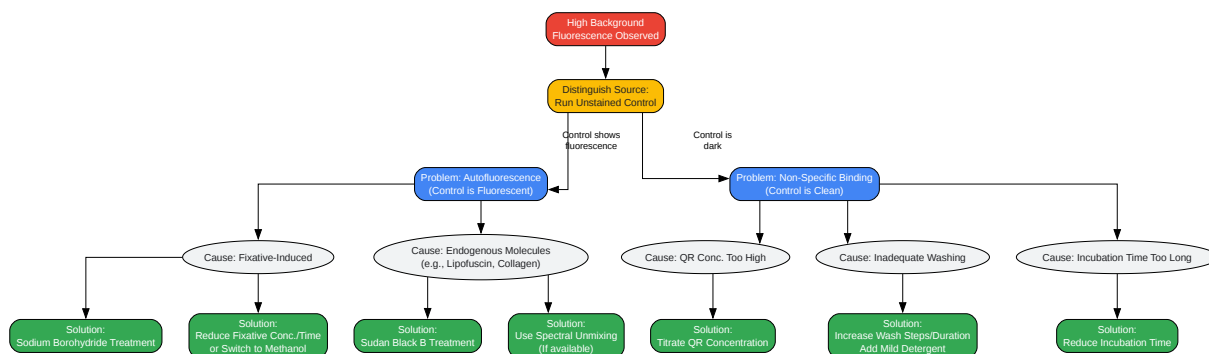 High Background
Fluorescence Observed
Distinguish Source:
Run Unstained Control
Control shows
fluorescence
Control is
dark
Problem: Autofluorescence
(Control is Fluorescent)
Problem: Non-Specific Binding
(Control is Clean)
Cause: Fixative-Induced
Cause: Endogenous Molecules
(e.g., Lipofuscin, Collagen)
Cause: QR Conc. Too High
Cause: Inadequate Washing
Cause: Incubation Time Too Long
Solution:
Sodium Borohydride Treatment
Solution:
Reduce Fixative Conc./Time
or Switch to Methanol
Solution:
Sudan Black B Treatment
Solution:
Use Spectral Unmixing
(If available)
Solution:
Titrate QR Concentration
Solution:
Increase Wash Steps/Duration
Add Mild Detergent
Solution:
Reduce Incubation Time